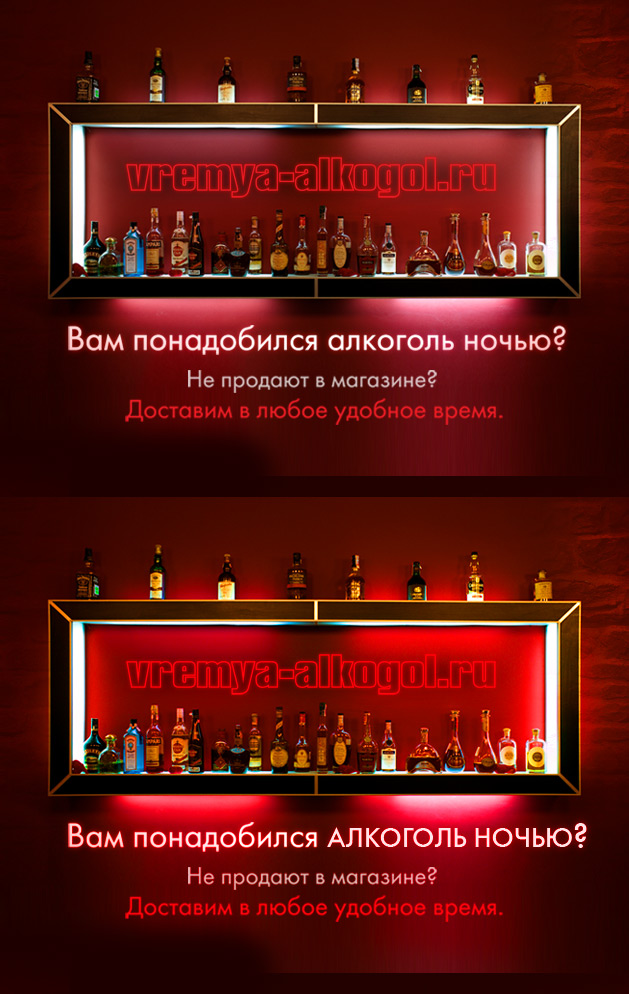 vremya-alkogol.ru
Вам понадобился алкоголь ночью?
Не продают в магазине?
Доставим в любое удобное время.
vremya-alkogol.ru
Вам понадобился АЛКОГОЛЬ НОЧЬЮ?
Не продают в магазине?
Доставим в любое удобное время.